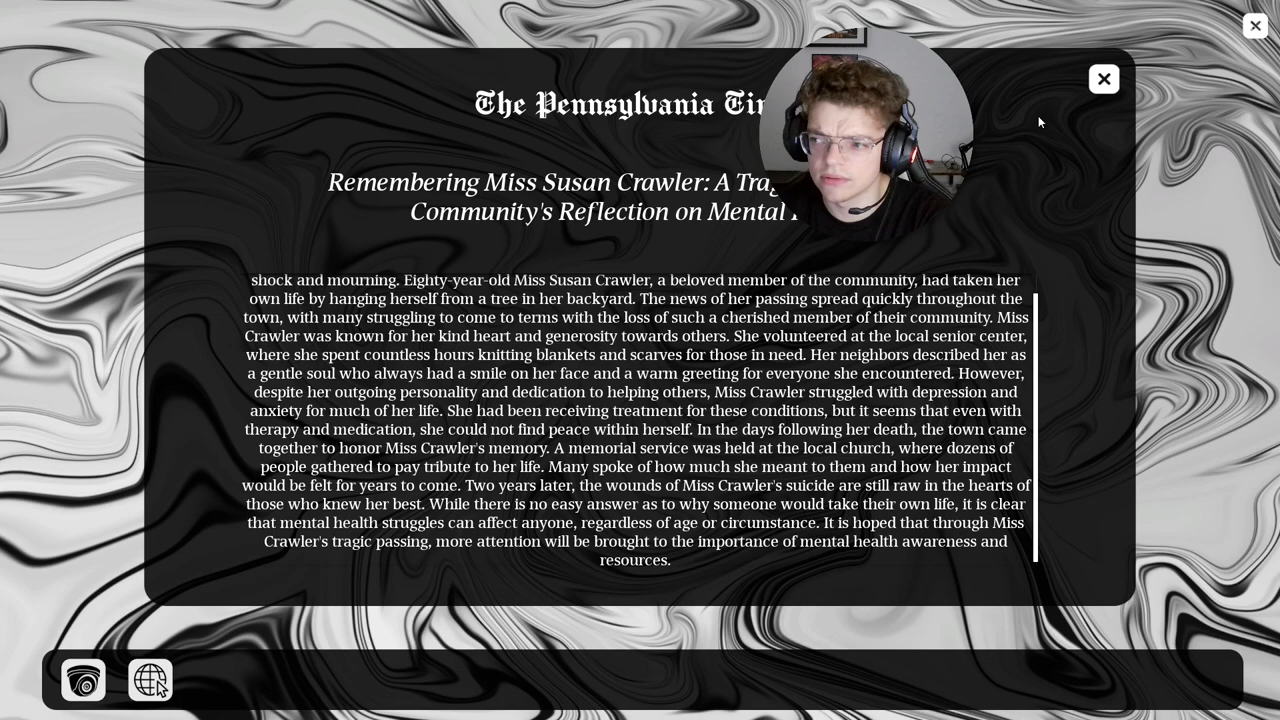 The Pennsylvania
Remembering Miss Susan Crawler: A
Community's Reflection on Mental
shock and mourning. Eighty-year-old Miss Susan Crawler, a beloved member of the community, had taken her
own life by hanging herself from a tree in her backyard. The news of her passing spread quickly throughout the
town, with many struggling to come to terms with the loss of such a cherished member of their community. Miss
Crawler was known for her kind heart and generosity towards others. She volunteered at the local senior center,
where she spent countless hours knitting blankets and scarves for those in need. Her neighbors described her as
a gentle soul who always had a smile on her face and a warm greeting for everyone she encountered. However,
despite her outgoing personality and dedication to helping others, Miss Crawler struggled with depression and
anxiety for much of her life. She had been receiving treatment for these conditions, but it seems that even with
therapy and medication, she could not find peace within herself. In the days following her death, the town came
together to honor Miss Crawler's memory. A memorial service was held at the local church, where dozens of
people gathered to pay tribute to her life. Many spoke of how much she meant to them and how her impact
would be felt for years to come. Two years later, the wounds of Miss Crawler's suicide are still raw in the hearts of
those who knew her best. While there is no easy answer as to why someone would take their own life, it is clear
that mental health struggles can affect anyone, regardless of age or circumstance. It is hoped that through Miss
Crawler's tragic passing, more attention will be brought to the importance of mental health awareness and
resources.